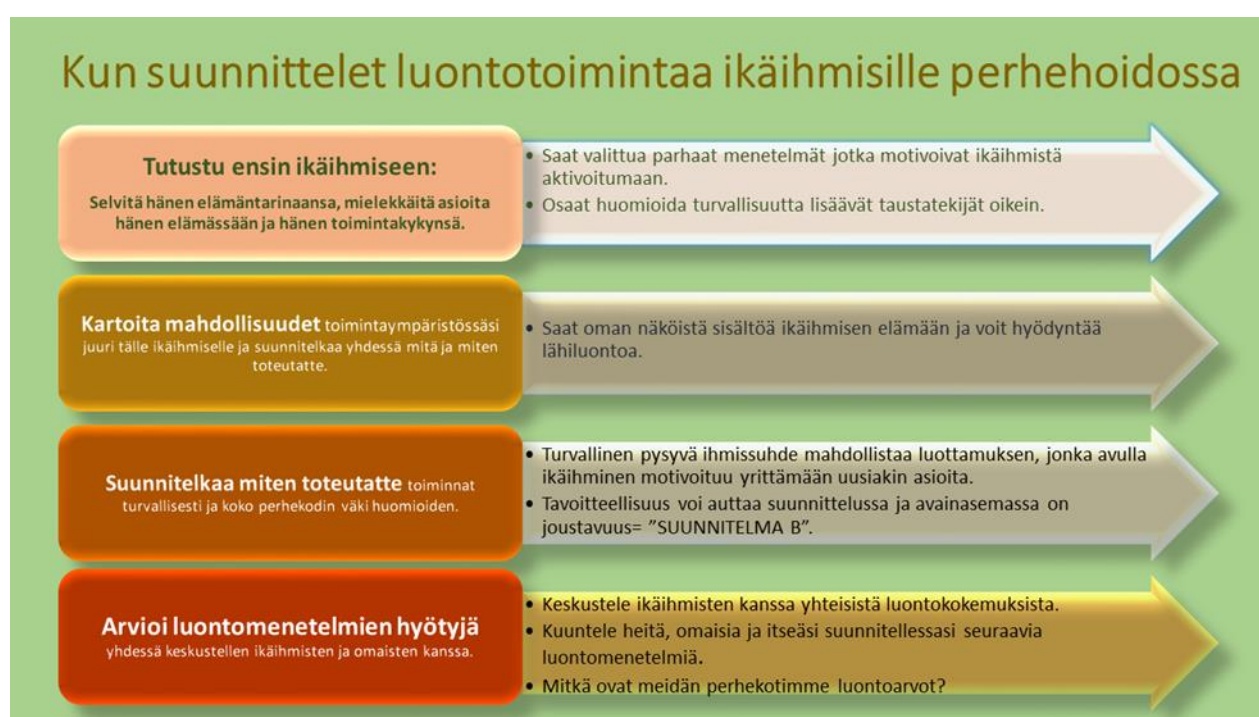 Kun suunnittelet luontotoimintaa ikäihmisille perhehoidossa
Tutustu ensin ikäihmiseen:
Selvitä hänen elämäntarinaansa, mielekkäitä asioita
hänen elämässään ja hänen toimintakykynsä.
• Saat valittua parhaat menetelmät jotka motivoivat ikäihmistä
aktivoitumaan.
• Osaat huomioida turvallisuutta lisäävät taustatekijät oikein.
Kartoita mahdollisuudet toimintaympäristössäsi
juuri tälle ikäihmiselle ja suunnitelkaa yhdessä mitä ja miten
toteutatte.
• Saat oman näköistä sisältöä ikäihmisen elämään ja voit hyödyntää
lähiluontoa.
Suunnitelkaa miten toteutatte toiminnat
turvallisesti ja koko perhekodin väki huomioiden.
• Turvallinen pysyvä ihmissuhde mahdollistaa luottamuksen, jonka avulla
ikäihminen motivoituu yrittämään uusiakin asioita.
• Tavoitteellisuus voi auttaa suunnittelussa ja avainasemassa on
joustavuus= ”SUUNNITELMA B”.
Arvioi luontomenetelmien hyötyjä
yhdessä keskustellen ikäihmisten ja omaisten kanssa.
• Keskustele ikäihmisten kanssa yhteisistä luontokokemuksista.
• Kuuntele heitä, omaisia ja itseäsi suunnitellessasi seuraavia
luontomenetelmiä.
• Mitkä ovat meidän perhekotimme luontoarvot?